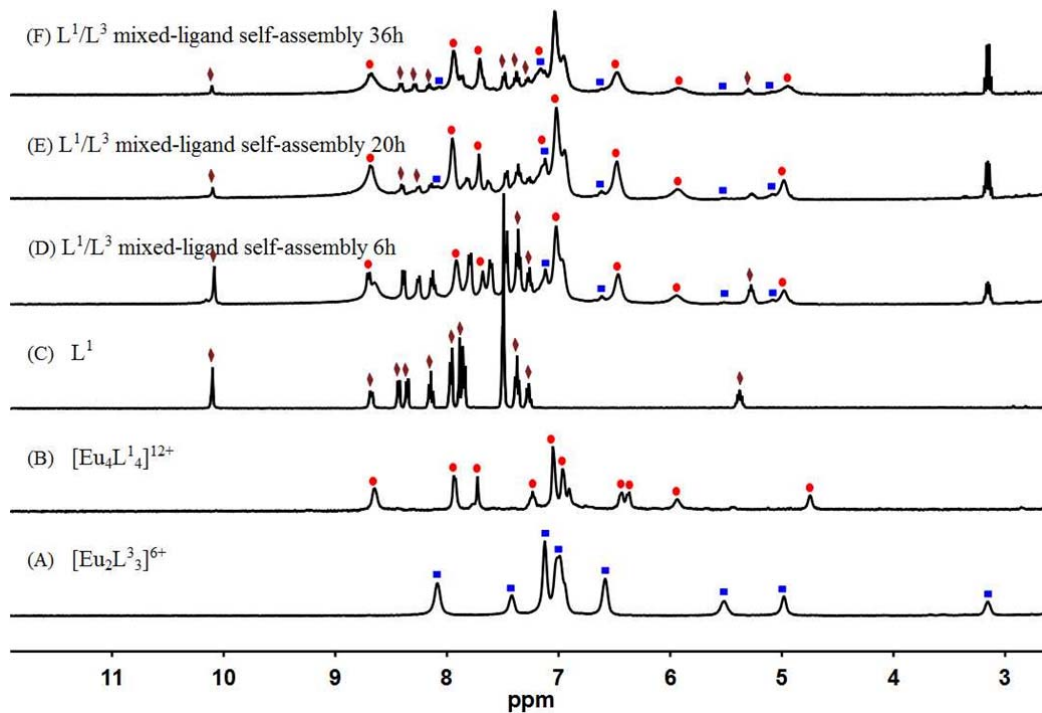 (F) L¹/L³ mixed-ligand self-assembly 36h
(E) L¹/L³ mixed-ligand self-assembly 20h
(D) L¹/L³ mixed-ligand self-assembly 6h
(C) L¹
(B) [Eu₄L¹₄]¹²⁺
(A) [Eu₂L³₃]⁶⁺
11 10 9 8 7 6 5 4 3
ppm